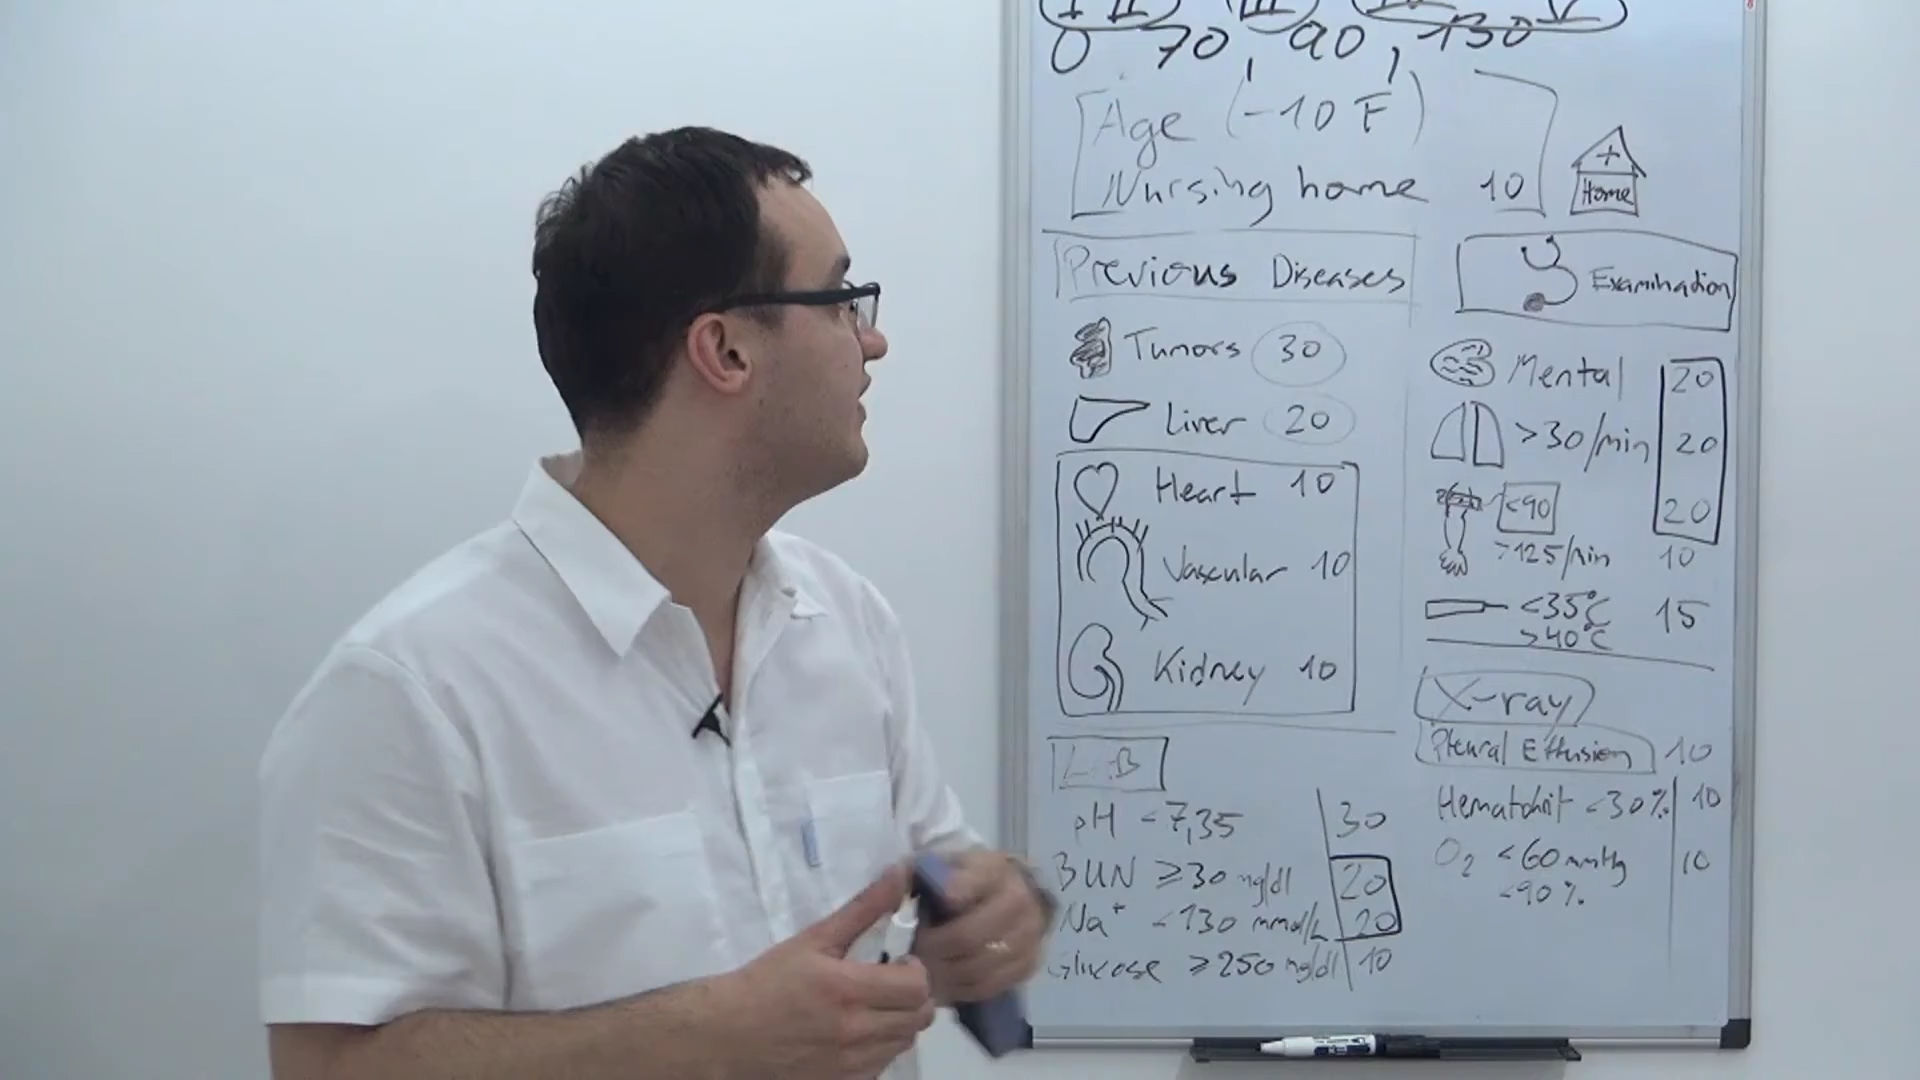 I II III V
0 70, 90, 130
Age (-10 F)
Nursing home 10
Home
Previous Diseases
Tumors 30
Liver 20
Heart 10
Vascular 10
Kidney 10
Examination
Mental 20
>30/min 20
<90 20
>125/min 10
<35°C 15
>40°C
X-ray
Pleural Effusion 10
Hematokrit <30% 10
O2 <60 mmHg 10
<90%
LAB
pH <7,35 30
BUN ≥30 mg/dl 20
Na+ <130 mmol/L 20
Glucose ≥250 mg/dl 10